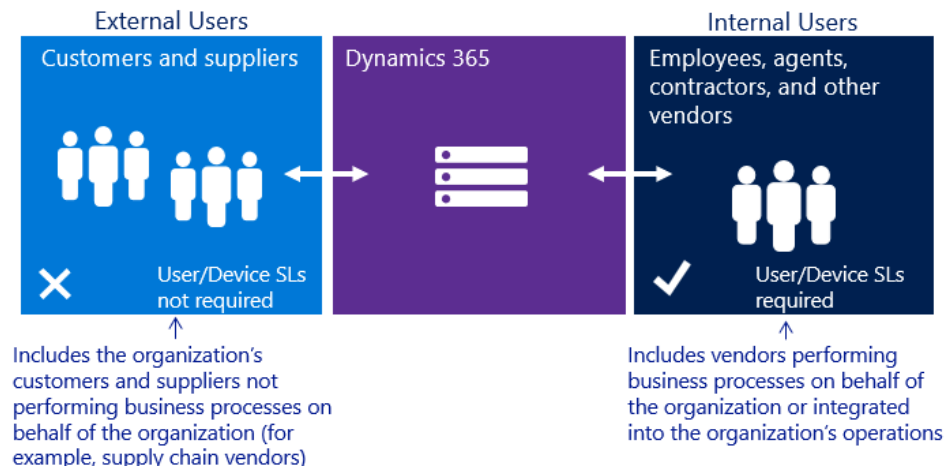 External Users
Customers and suppliers
User/Device SLs
not required
Includes the organization's
customers and suppliers not
performing business processes on
behalf of the organization (for
example, supply chain vendors)
Dynamics 365
Internal Users
Employees, agents,
contractors, and other
vendors
User/Device SLs
required
Includes vendors performing
business processes on behalf of
the organization or integrated
into the organization's operations